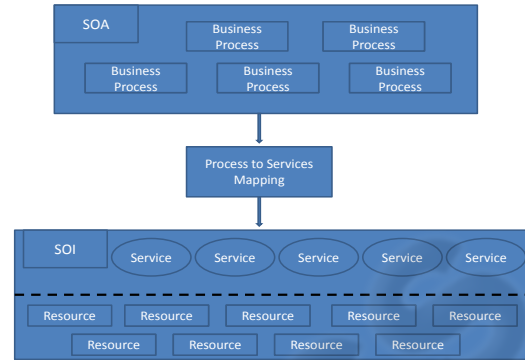 SOA
Business
Process
Business
Process
Business
Process
Business
Process
Business
Process
Process to Services
Mapping
SOI
Service
Service
Service
Service
Service
Resource
Resource
Resource
Resource
Resource
Resource
Resource
Resource
Resource